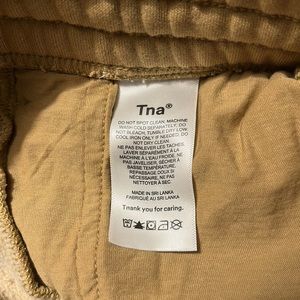 Tna®
DO NOT SPOT CLEAN, MACHINE
WASH COLD SEPARATELY, DO
NOT BLEACH, TUMBLE DRY LOW,
COOL IRON ONLY IF NEEDED, DO
NOT DRY CLEAN.
NE PAS ENLEVER LES TACHES,
LAVER SÉPARÉMENT À LA
MACHINE À L'EAU FROIDE, NE
PAS JAVELLISER, SÉCHER À
BASSE TEMPÉRATURE,
REPASSAGE DOUX SI
NÉCESSAIRE, NE PAS
NETTOYER À SEC.
MADE IN SRI LANKA
FABRIQUÉ AU SRI LANKA
Tnank you for caring.